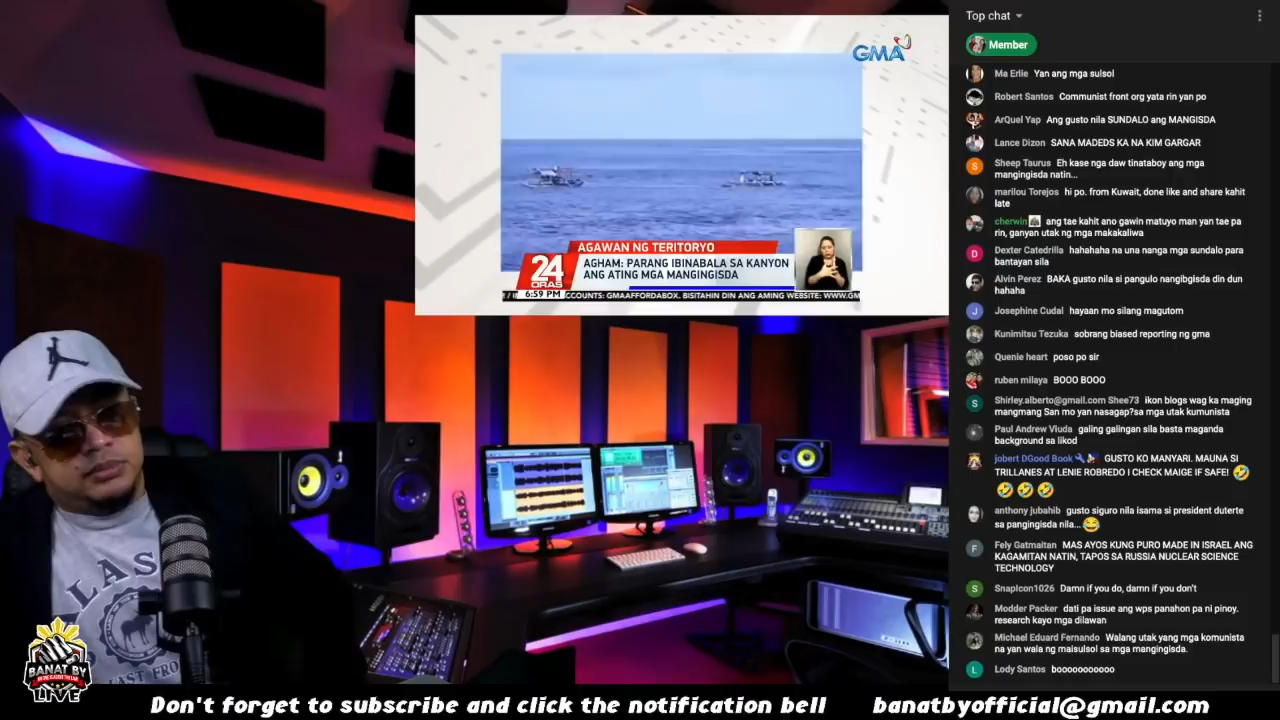 GMA
AGAWAN NG TERITORYO
24
ORAS
AGHAM: PARANG IBINABALA SA KANYON
ANG ATING MGA MANGINGISDA
6:59 PM
CCOUNTS: GMAAFFORDABOX. BISITAHIN DIN ANG AMING WEBSITE: WWW.GM
Top chat
Member
Ma Erlie Yan ang mga sulsol
Robert Santos Communist front org yata rin yan po
ArQuel Yap Ang gusto nila SUNDALO ang MANGISDA
Lance Dizon SANA MADEDS KA NA KIM GARGAR
S
Sheep Taurus Eh kase nga daw tinataboy ang mga
mangingisda natin...
marilou Torejos hi po. from Kuwait, done like and share kahit
late
cherwin ang tae kahit ano gawin matuyo man yan tae pa
rin, ganyan utak ng mga makakaliwa
D
Dexter Catedrilla hahahaha na una nanga mga sundalo para
bantayan sila
Alvin Perez BAKA gusto nila si pangulo nangibgisda din dun
hahaha
J
Josephine Cudal hayaan mo silang magutom
Kunimitsu Tezuka sobrang biased reporting ng gma
Quenie heart poso po sir
ruben milaya BOOO BOOO
S
Shirley.alberto@gmail.com Shee73 ikon blogs wag ka maging
mangmang San mo yan nasagap?sa mga utak kumunista
Paul Andrew Viuda galing galingan sila basta maganda
background sa likod
jobert DGood Book 🔧 GUSTO KO MANYARI. MAUNA SI
TRILLANES AT LENIE ROBREDO I CHECK MAIGE IF SAFE! 🤣
🤣🤣🤣
anthony jubahib gusto siguro nila isama si president duterte
sa pangingisda nila... 😂
F
Fely Gatmaitan MAS AYOS KUNG PURO MADE IN ISRAEL ANG
KAGAMITAN NATIN, TAPOS SA RUSSIA NUCLEAR SCIENCE
TECHNOLOGY
S
SnapIcon1026 Damn if you do, damn if you don't
Modder Packer dati pa issue ang wps panahon pa ni pinoy.
research kayo mga dilawan
Michael Eduard Fernando Walang utak yang mga komunista
na yan wala ng maisulsol sa mga mangingisda.
L
Lody Santos booooooooooo
BANAT BY
LIVE
Don't forget to subscribe and click the notification bell
banatbyofficial@gmail.com